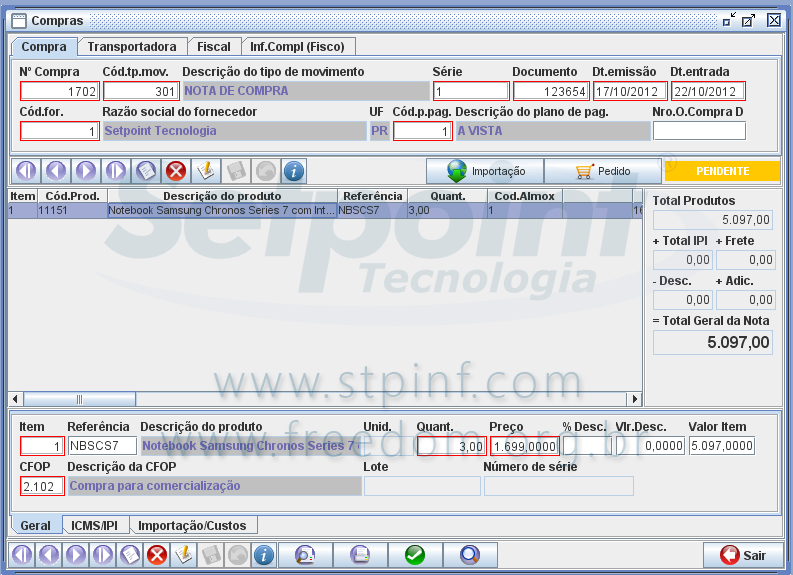 Compras
Compra Transportadora Fiscal Inf.Compl (Fisco)
N° Compra Cód.tp.mov. Descrição do tipo de movimento Série Documento Dt.emissão Dt.entrada
1702 301 NOTA DE COMPRA 1 123654 17/10/2012 22/10/2012
Cód.for. Razão social do fornecedor UF Cód.p.pag. Descrição do plano de pag. Nro.O.Compra D
1 Setpoint Tecnologia PR 1 A VISTA
Importação Pedido PENDENTE
Item Cód.Prod. Descrição do produto Referência Quant. Cod.Almox
1 11151 Notebook Samsung Chronos Series 7 com Int... NBSCS7 3,00 1 16
Total Produtos
5.097,00
+ Total IPI + Frete
0,00 0,00
- Desc. + Adic.
0,00 0,00
= Total Geral da Nota
5.097,00
Setpoint ®
Tecnologia
www.stpinf.com
www.freedom.org.br
Item Referência Descrição do produto Unid. Quant. Preço % Desc. Vlr.Desc. Valor Item
1 NBSCS7 Notebook Samsung Chronos Series 7 3,00 1.699,0000 0,0000 5.097,0000
CFOP Descrição da CFOP Lote Número de série
2.102 Compra para comercialização
Geral ICMS/IPI Importação/Custos
Sair